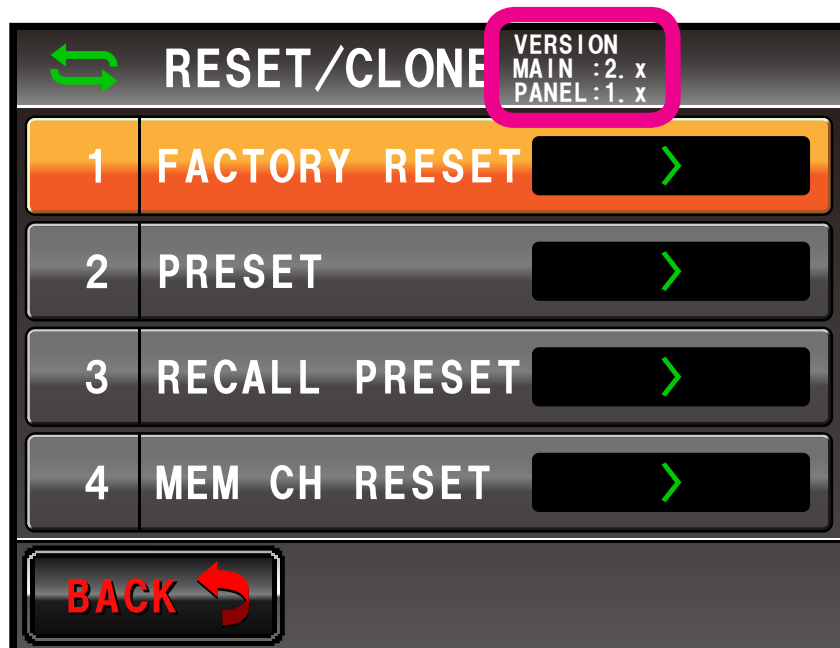 RESET/CLONE
VERSION
MAIN :2. x
PANEL:1. x
1 FACTORY RESET
2 PRESET
3 RECALL PRESET
4 MEM CH RESET
BACK